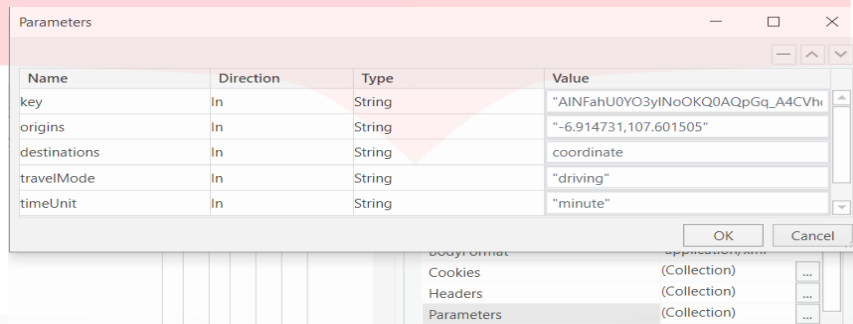 Parameters
Name Direction Type Value
key In String
origins In String "-6.914731,107.601505"
destinations In String coordinate
travelMode In String "driving"
timeUnit In String "minute"
OK Cancel
Cookies (Collection) ...
Headers (Collection) ...
Parameters (Collection) ...